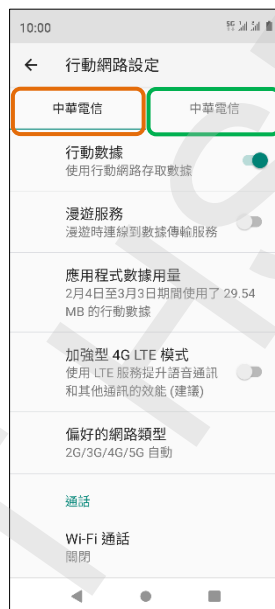 10:00
5G
行動網路設定
中華電信 中華電信
行動數據
使用行動網路存取數據
漫遊服務
漫遊時連線到數據傳輸服務
應用程式數據用量
2月4日至3月3日期間使用了 29.54
MB 的行動數據
加強型 4G LTE 模式
使用 LTE 服務提升語音通訊
和其他通訊的效能 (建議)
偏好的網路類型
2G/3G/4G/5G 自動
通話
Wi-Fi 通話
關閉